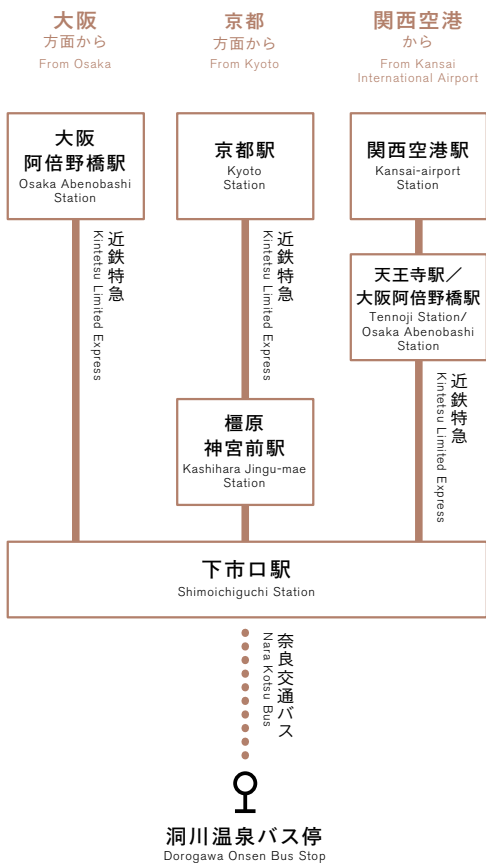 大阪
方面から
From Osaka
京都
方面から
From Kyoto
関西空港
から
From Kansai
International Airport
大阪
阿倍野橋駅
Osaka Abenobashi
Station
京都駅
Kyoto
Station
関西空港駅
Kansai-airport
Station
近鉄特急
Kintetsu Limited Express
近鉄特急
Kintetsu Limited Express
天王寺駅／
大阪阿倍野橋駅
Tennoji Station/
Osaka Abenobashi
Station
近鉄特急
Kintetsu Limited Express
橿原
神宮前駅
Kashihara Jingu-mae
Station
下市口駅
Shimoichiguchi Station
奈良交通バス
Nara Kotsu Bus
洞川温泉バス停
Dorogawa Onsen Bus Stop